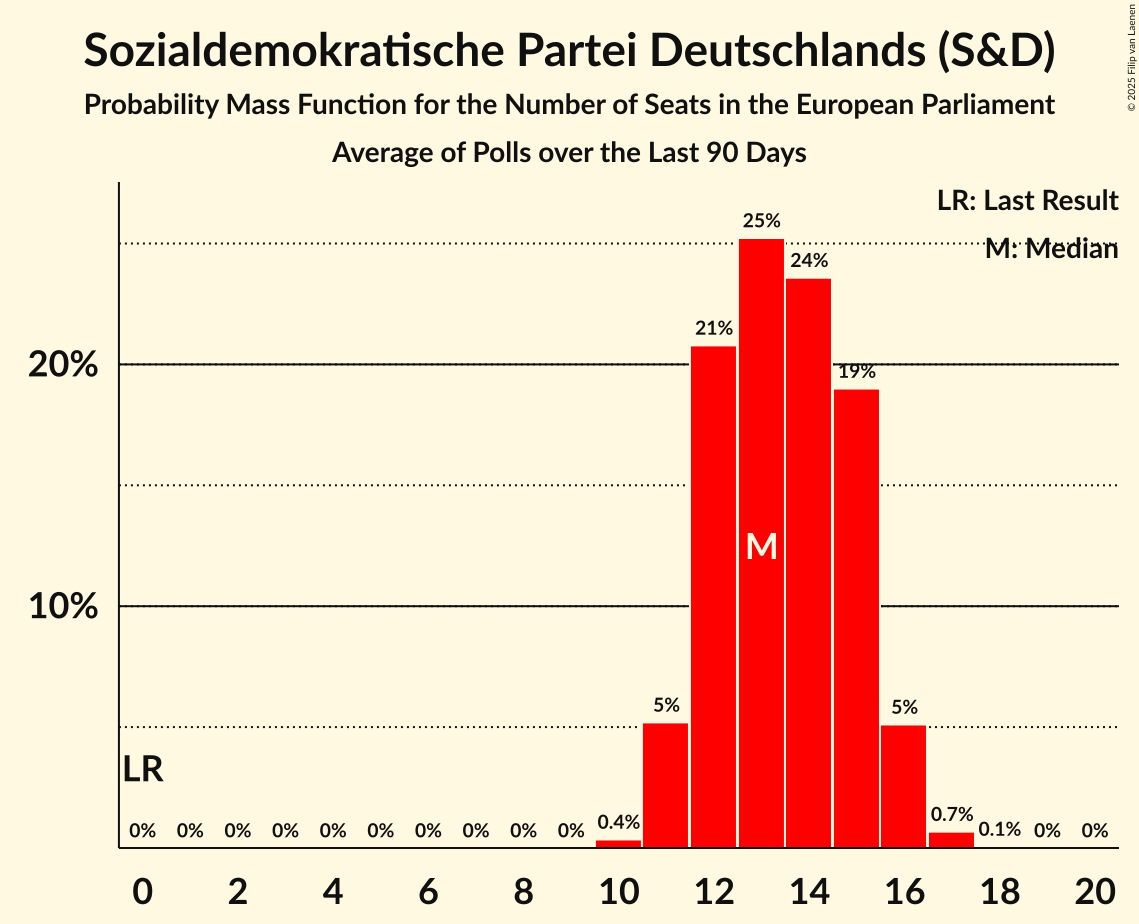 Sozialdemokratische Partei Deutschlands (S&D)
Probability Mass Function for the Number of Seats in the European Parliament
Average of Polls over the Last 90 Days
© 2025 Filip van Laenen
LR: Last Result
M: Median
25%
24%
21%
20%
19%
M
10%
5%
5%
LR
0% 0% 0% 0% 0% 0% 0% 0% 0% 0% 0.4% 0.7% 0.1% 0% 0%
0 2 4 6 8 10 12 14 16 18 20